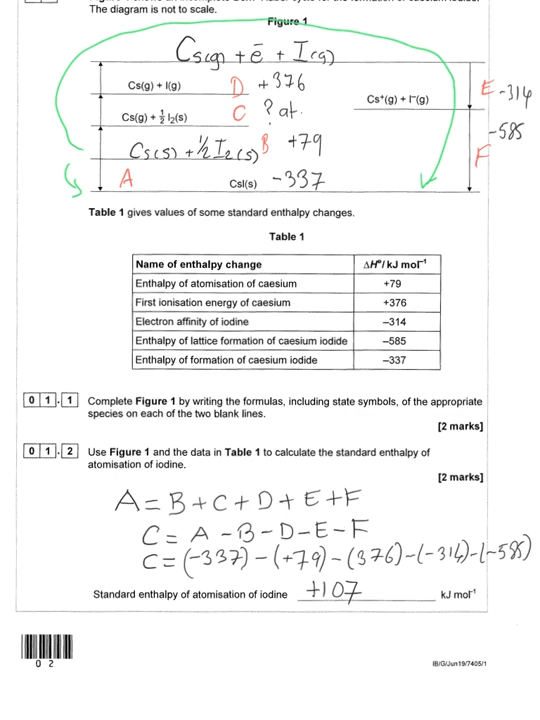 The diagram is not to scale.
Figure 1
Cs(g) + ē + I(g)
Cs(g) + I(g) D +376
Cs⁺(g) + I⁻(g)
E -314
Cs(g) + ½ I₂(s) C ? at.
-585
Cs(s) + ½ I₂(s) B +79
F
A CsI(s) -337
Table 1 gives values of some standard enthalpy changes.
Table 1
Name of enthalpy change ΔH°/ kJ mol⁻¹
Enthalpy of atomisation of caesium +79
First ionisation energy of caesium +376
Electron affinity of iodine –314
Enthalpy of lattice formation of caesium iodide –585
Enthalpy of formation of caesium iodide –337
0 1 . 1 Complete Figure 1 by writing the formulas, including state symbols, of the appropriate
species on each of the two blank lines.
[2 marks]
0 1 . 2 Use Figure 1 and the data in Table 1 to calculate the standard enthalpy of
atomisation of iodine.
[2 marks]
A = B + C + D + E + F
C = A - B - D - E - F
C = (-337) - (+79) - (376) - (-314) - (-585)
Standard enthalpy of atomisation of iodine +107 kJ mol⁻¹
0 2
IB/G/Jun19/7405/1